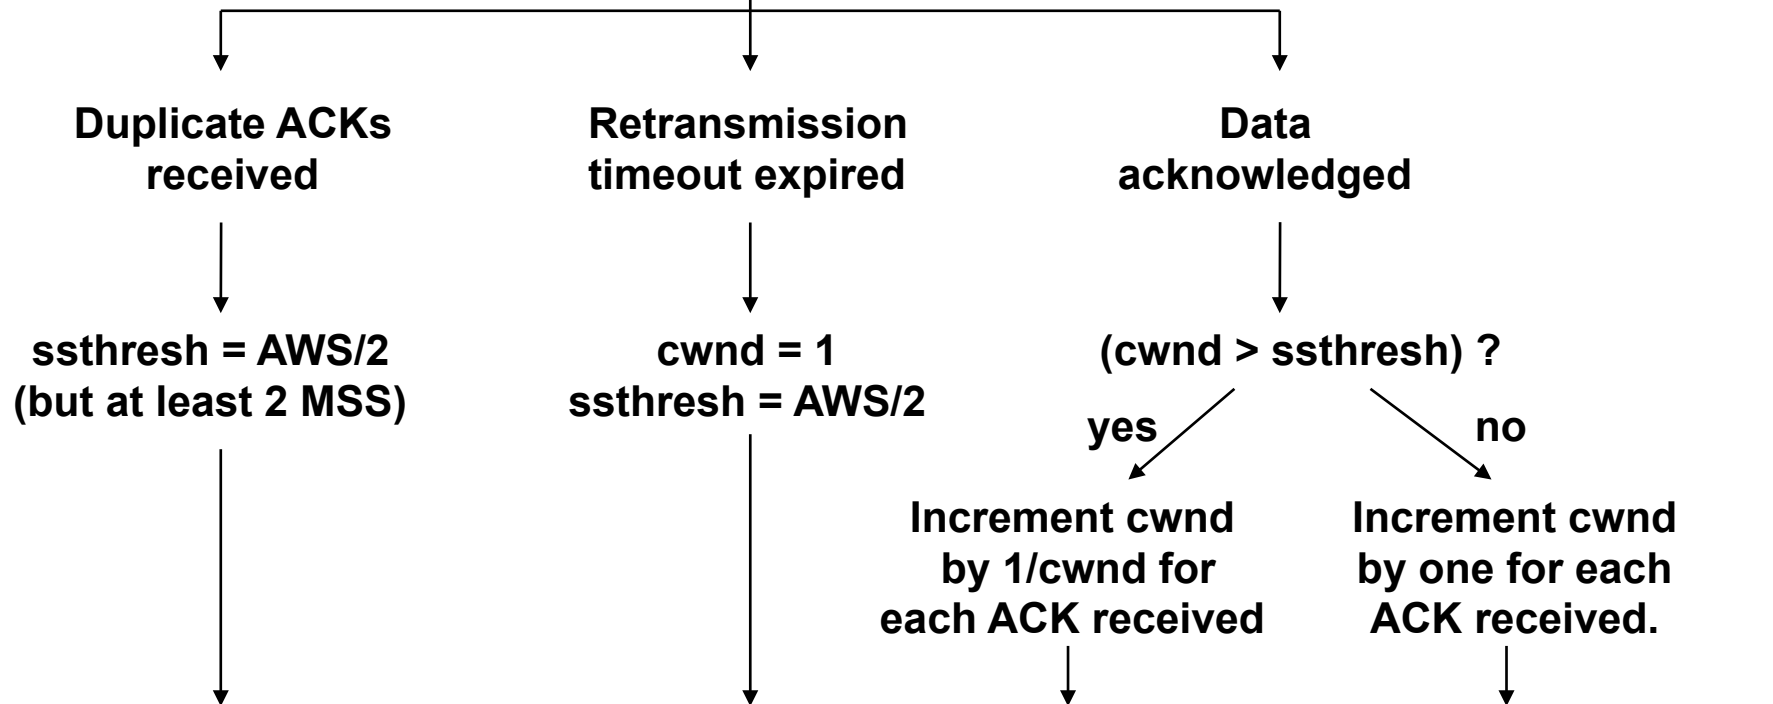 Duplicate ACKs
received
Retransmission
timeout expired
Data
acknowledged
ssthresh = AWS/2
(but at least 2 MSS)
cwnd = 1
ssthresh = AWS/2
(cwnd > ssthresh) ?
yes
no
Increment cwnd
by 1/cwnd for
each ACK received
Increment cwnd
by one for each
ACK received.